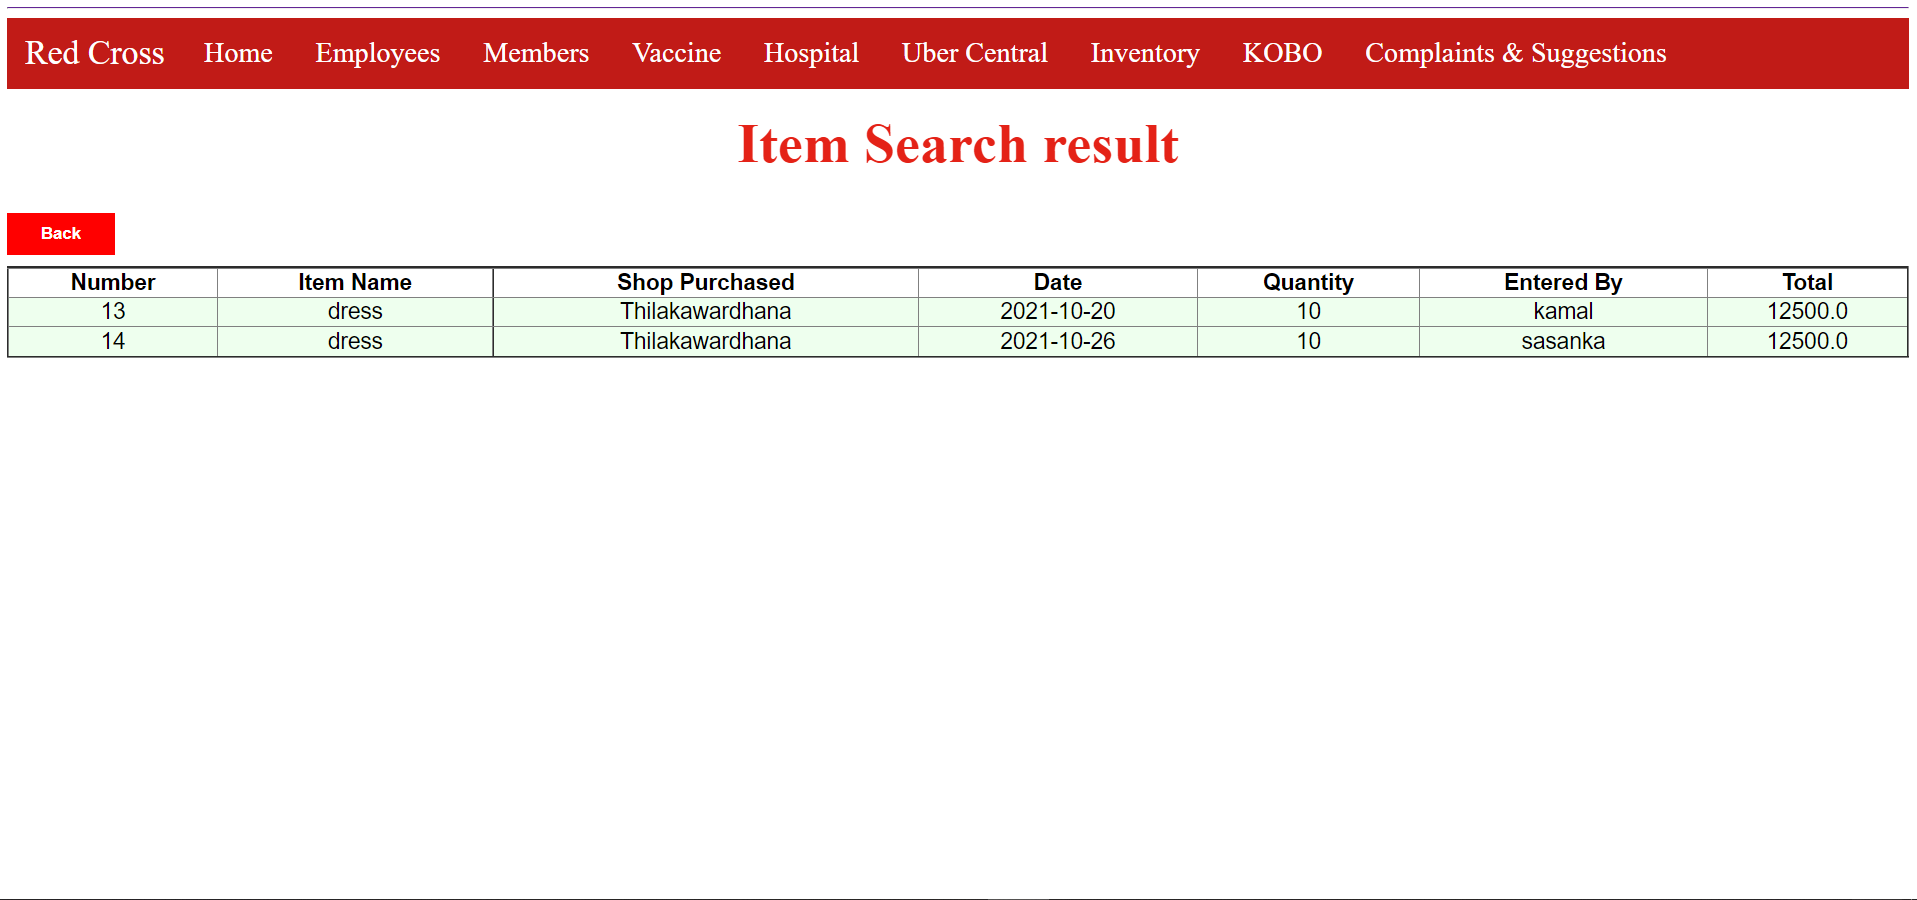 Red Cross Home Employees Members Vaccine Hospital Uber Central Inventory KOBO Complaints & Suggestions
Item Search result
Back
Number Item Name Shop Purchased Date Quantity Entered By Total
13 dress Thilakawardhana 2021-10-20 10 kamal 12500.0
14 dress Thilakawardhana 2021-10-26 10 sasanka 12500.0